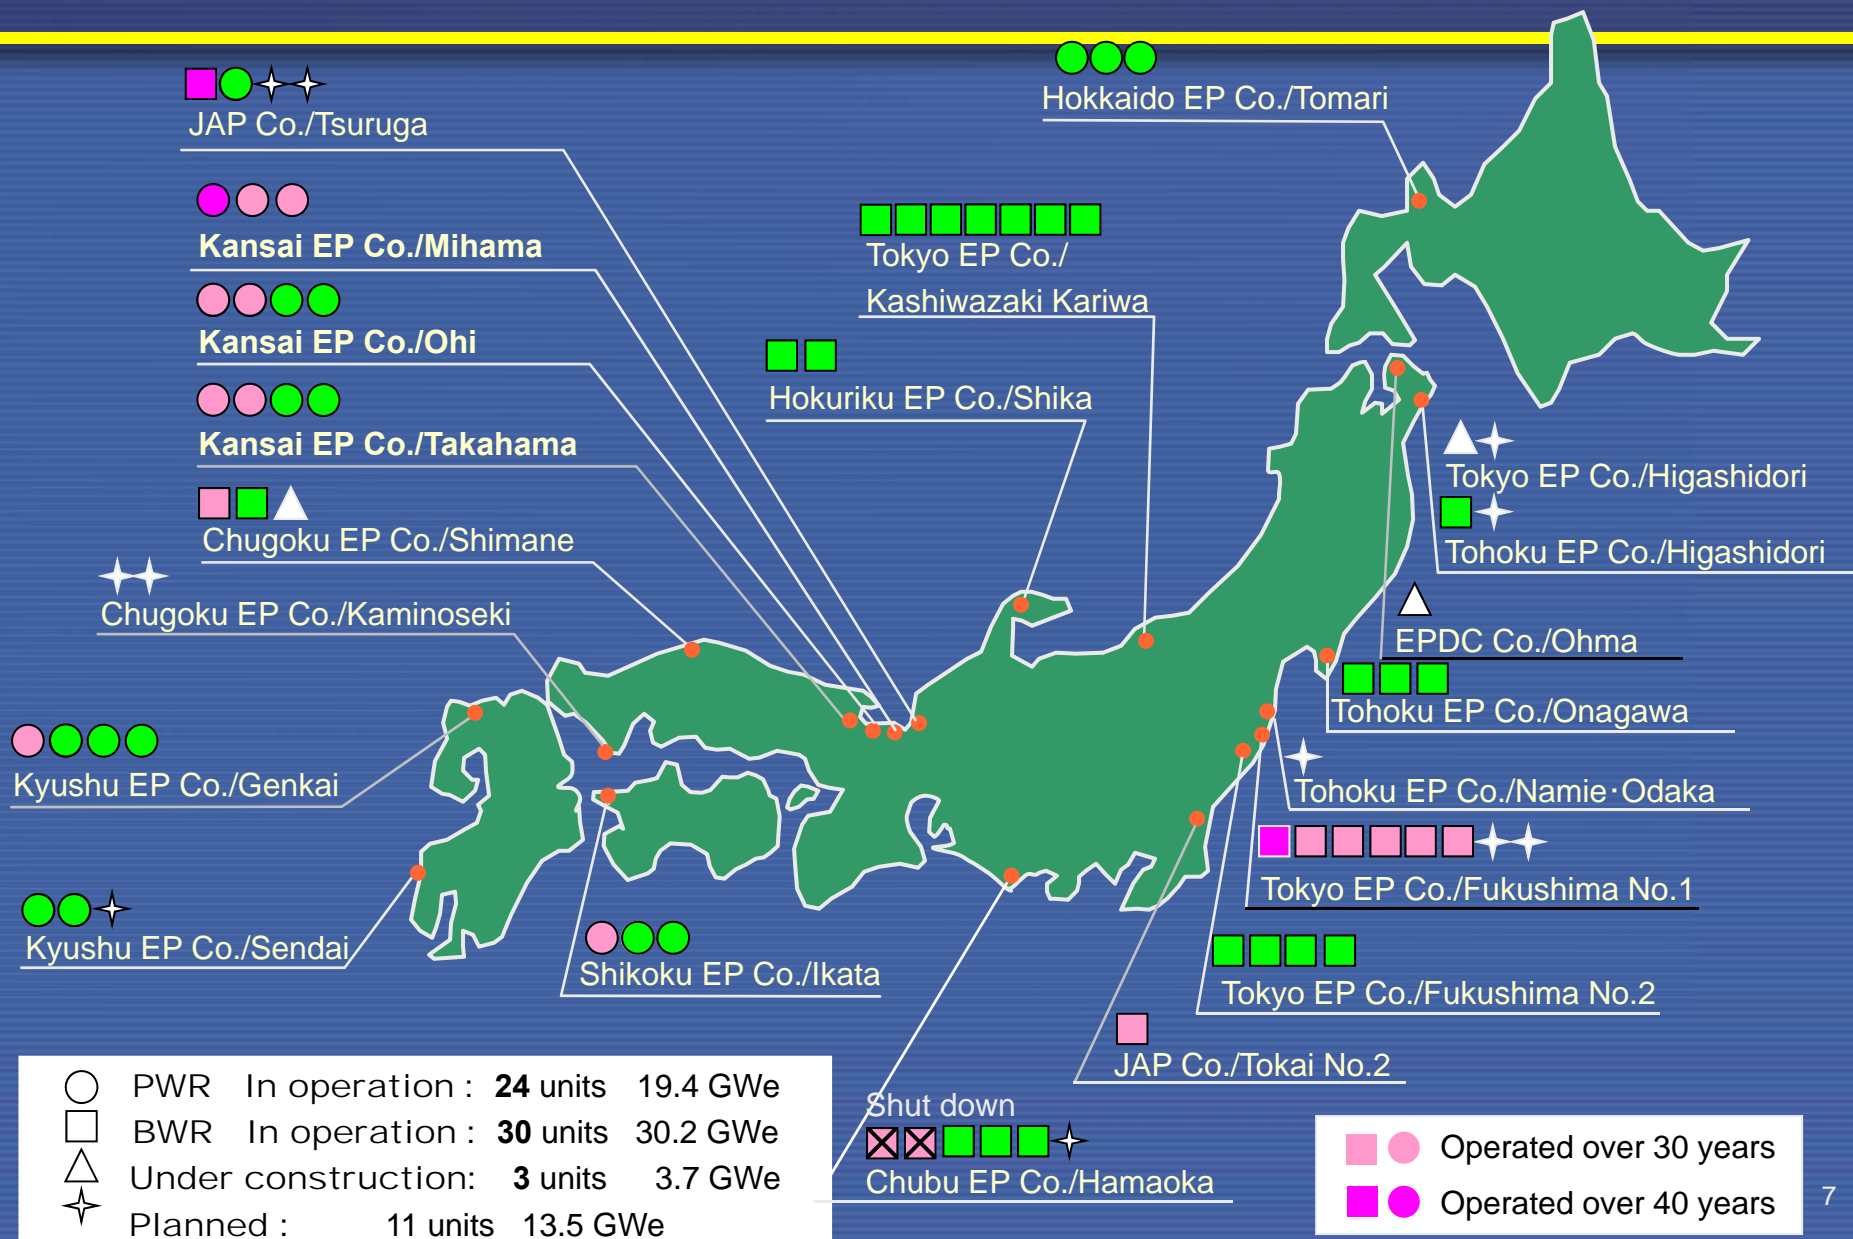 Hokkaido EP Co./Tomari
JAP Co./Tsuruga
Kansai EP Co./Mihama
Tokyo EP Co./
Kashiwazaki Kariwa
Kansai EP Co./Ohi
Hokuriku EP Co./Shika
Kansai EP Co./Takahama
Tokyo EP Co./Higashidori
Chugoku EP Co./Shimane
Tohoku EP Co./Higashidori
Chugoku EP Co./Kaminoseki
EPDC Co./Ohma
Tohoku EP Co./Onagawa
Kyushu EP Co./Genkai
Tohoku EP Co./Namie・Odaka
Tokyo EP Co./Fukushima No.1
Kyushu EP Co./Sendai
Shikoku EP Co./Ikata
Tokyo EP Co./Fukushima No.2
JAP Co./Tokai No.2
Shut down
Chubu EP Co./Hamaoka
PWR In operation : 24 units 19.4 GWe
BWR In operation : 30 units 30.2 GWe
Under construction: 3 units 3.7 GWe
Planned : 11 units 13.5 GWe
Operated over 30 years
Operated over 40 years
7